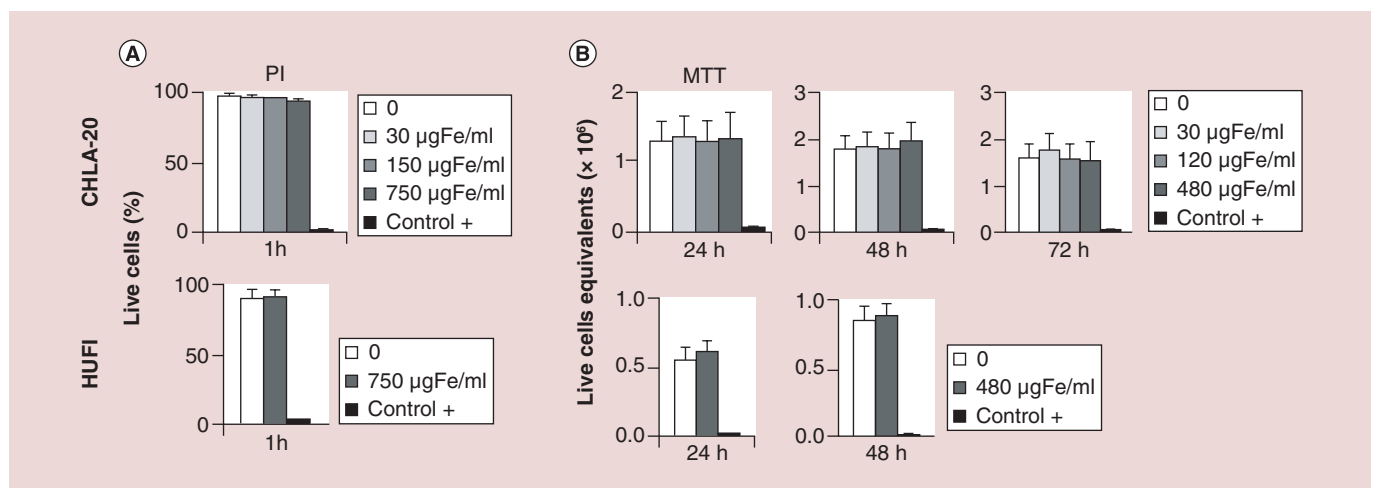 A
PI
CHLA-20
Live cells (%)
100
50
0
1h
0
30 µgFe/ml
150 µgFe/ml
750 µgFe/ml
Control +
HUFI
100
50
0
1h
0
750 µgFe/ml
Control +
B
MTT
Live cells equivalents (× 10⁶)
2
1
0
24 h
3
2
1
0
48 h
3
2
1
0
72 h
0
30 µgFe/ml
120 µgFe/ml
480 µgFe/ml
Control +
1.0
0.5
0.0
24 h
1.0
0.5
0.0
48 h
0
480 µgFe/ml
Control +